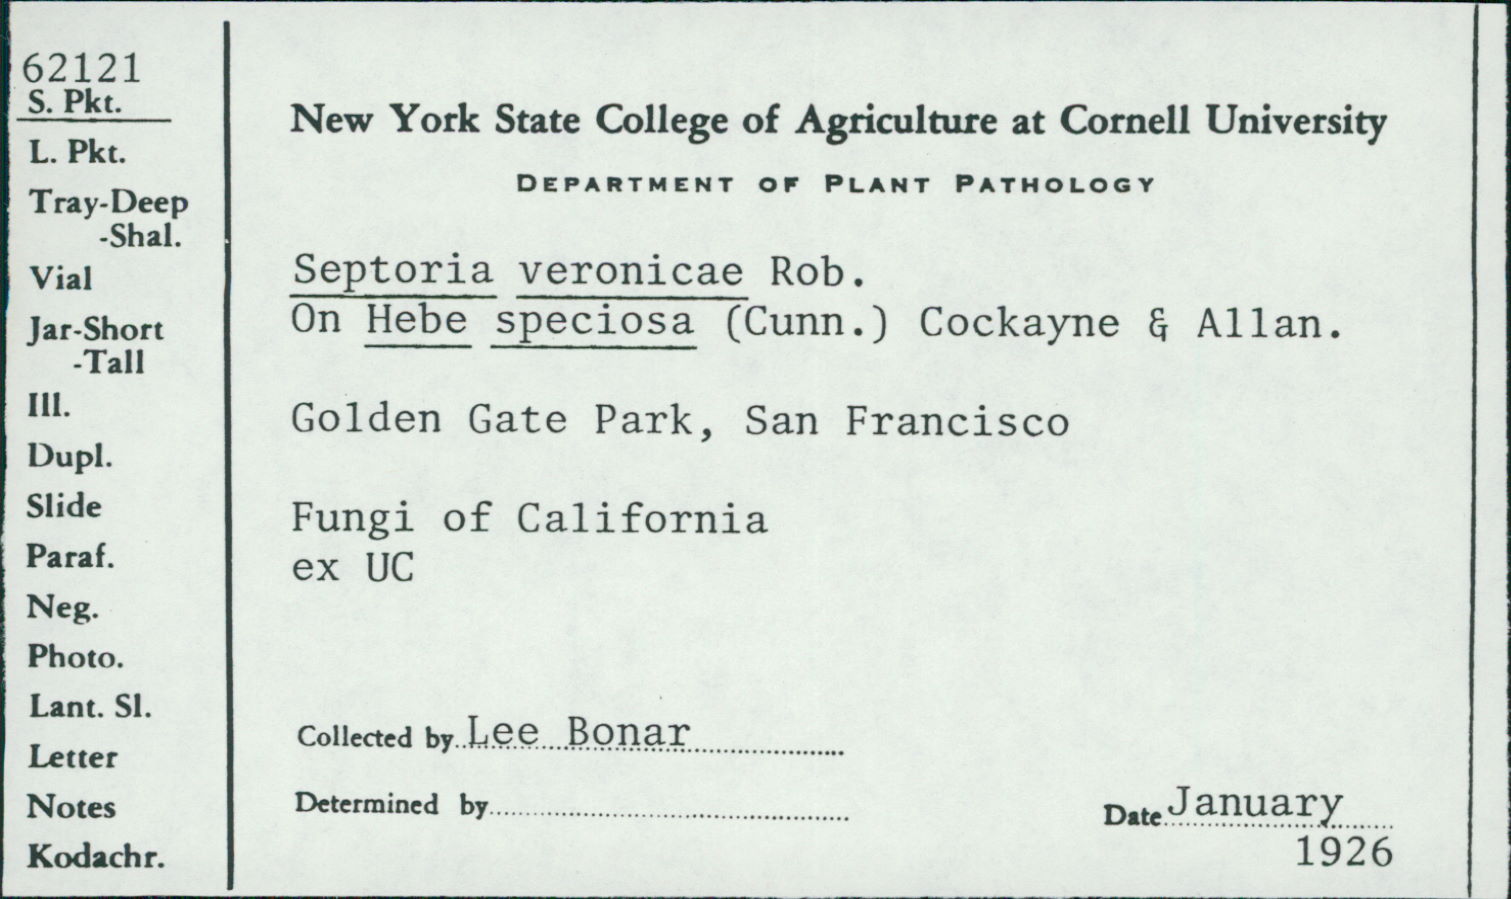 62121
S. Pkt.
L. Pkt.
Tray-Deep
-Shal.
Vial
Jar-Short
-Tall
Ill.
Dupl.
Slide
Paraf.
Neg.
Photo.
Lant. Sl.
Letter
Notes
Kodachr.
New York State College of Agriculture at Cornell University
DEPARTMENT OF PLANT PATHOLOGY
Septoria veronicae Rob.
On Hebe speciosa (Cunn.) Cockayne & Allan.
Golden Gate Park, San Francisco
Fungi of California
ex UC
Collected by Lee Bonar
Determined by
Date January
1926